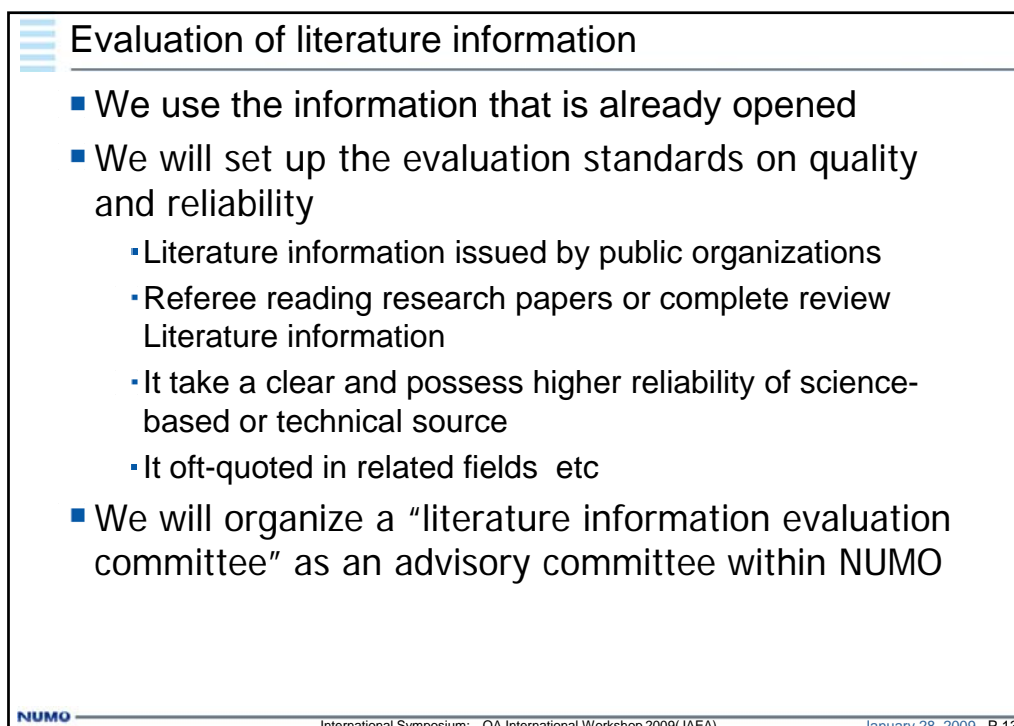 Evaluation of literature information
■ We use the information that is already opened
■ We will set up the evaluation standards on quality
and reliability
▪Literature information issued by public organizations
▪Referee reading research papers or complete review
Literature information
▪It take a clear and possess higher reliability of science-
based or technical source
▪It oft-quoted in related fields etc
■ We will organize a “literature information evaluation
committee” as an advisory committee within NUMO
NUMO
International Symposium: QA International Workshop 2009(JAEA) January 28, 2009 P.